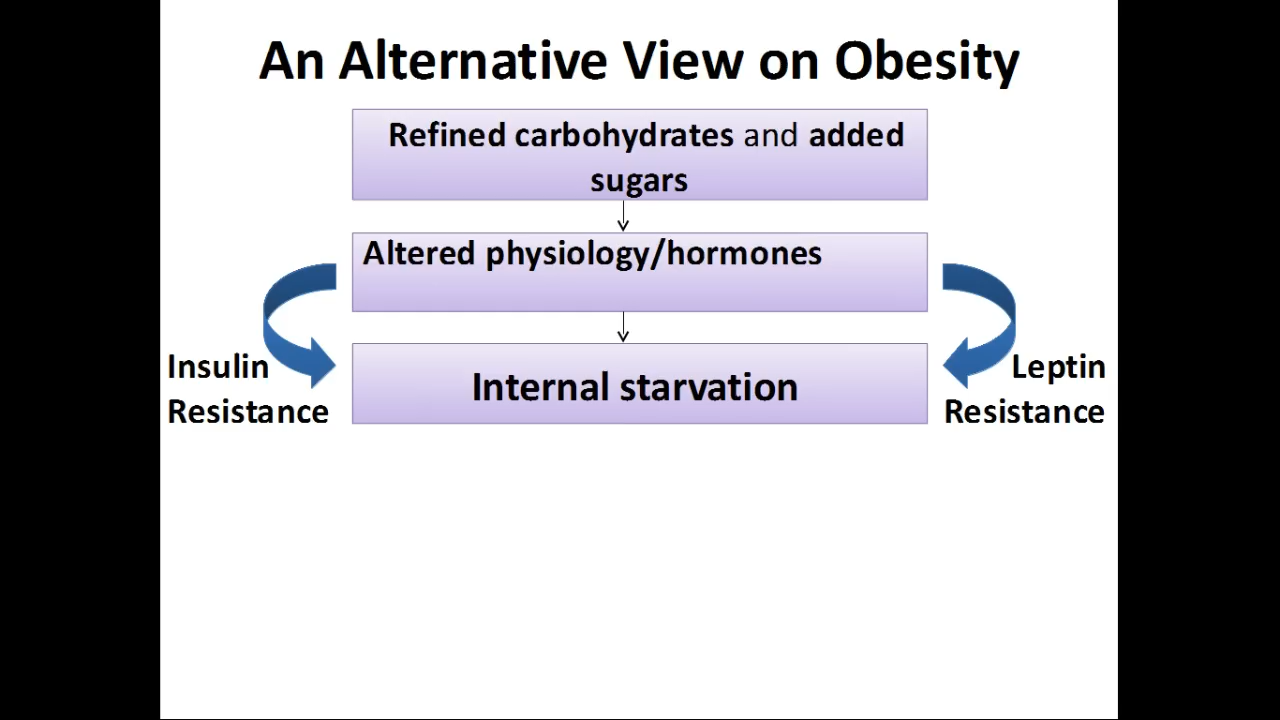 An Alternative View on Obesity
Refined carbohydrates and added
sugars
Altered physiology/hormones
Insulin
Resistance
Internal starvation
Leptin
Resistance